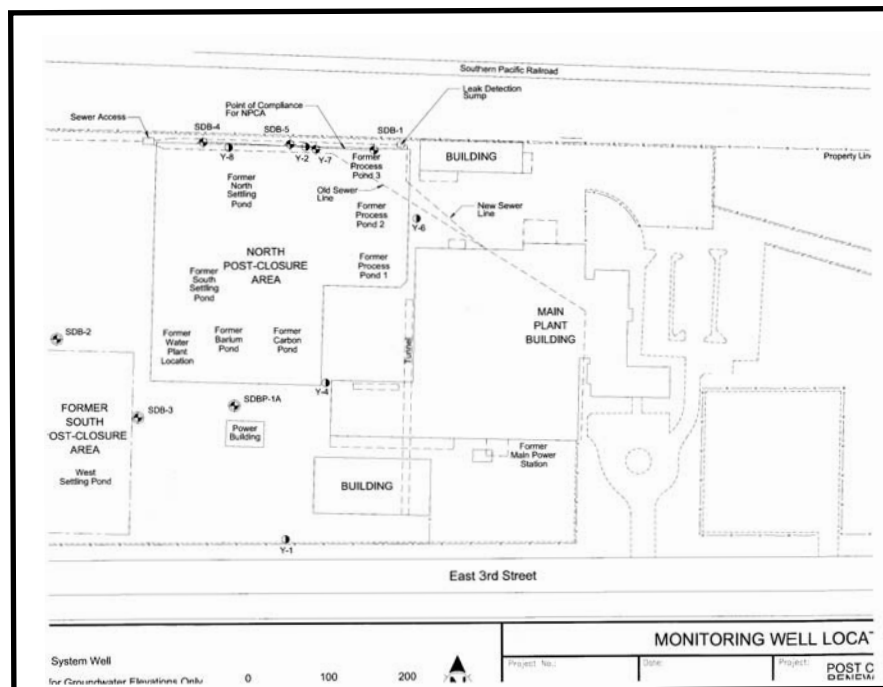 Southern Pacific Railroad
Leak Detection
Sump
Point of Compliance
For NPCA
Sewer Access
SDB-4
SDB-5
SDB-1
Y-8
Y-2
Y-7
BUILDING
Property Line
Former
Process
Pond 3
Former
North
Settling
Pond
Old Sewer
Line
New Sewer
Line
Former
Process
Pond 2
Y-6
NORTH
POST-CLOSURE
AREA
Former
Process
Pond 1
Former
South
Settling
Pond
MAIN
PLANT
BUILDING
SDB-2
Former
Water
Plant
Location
Former
Barium
Pond
Former
Carbon
Pond
Tunnel
Y-4
FORMER
SOUTH
POST-CLOSURE
AREA
SDB-3
SDBP-1A
Power
Building
West
Settling Pond
Former
Main Power
Station
BUILDING
Y-1
East 3rd Street
MONITORING WELL LOCAT
System Well
for Groundwater Elevations Only
0 100 200
N
Project No.:
Date:
Project:
POST C
RENEW